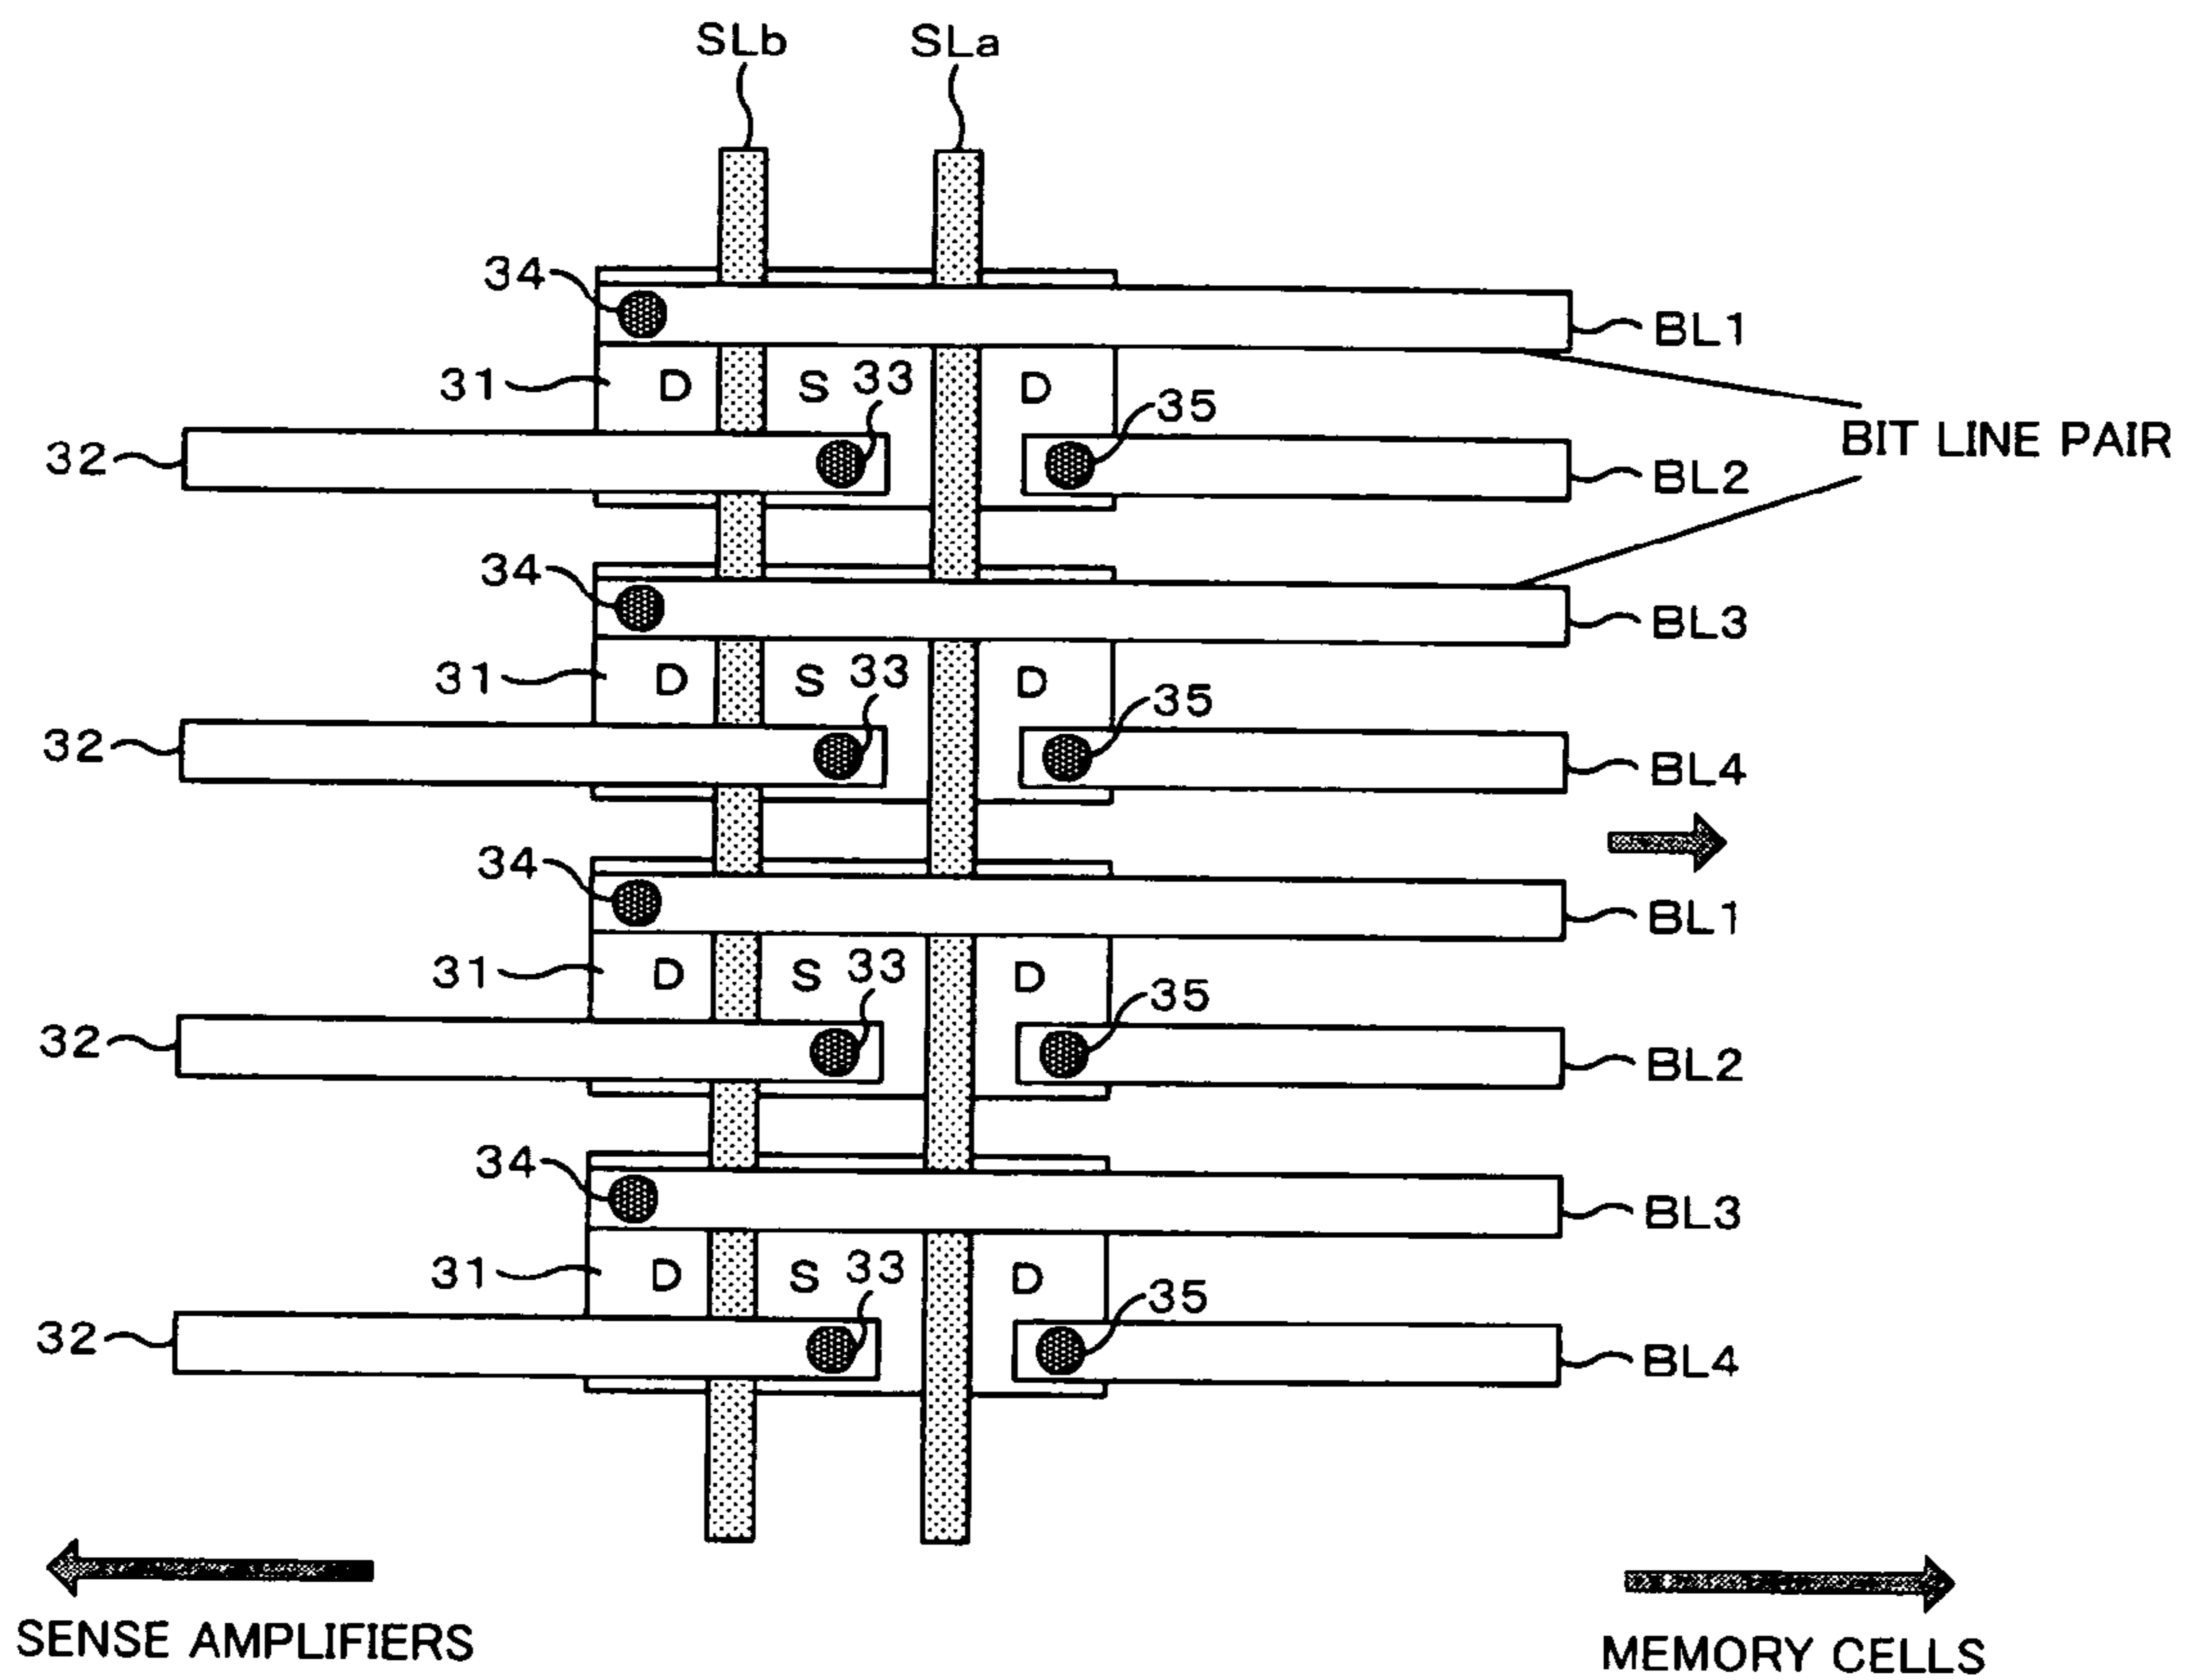 SLb SLa
34 BL1
31 D S 33 D 35
32 BL2
BIT LINE PAIR
34 BL3
31 D S 33 D 35
32 BL4
34 BL1
31 D S 33 D 35
32 BL2
34 BL3
31 D S 33 D 35
32 BL4
SENSE AMPLIFIERS MEMORY CELLS